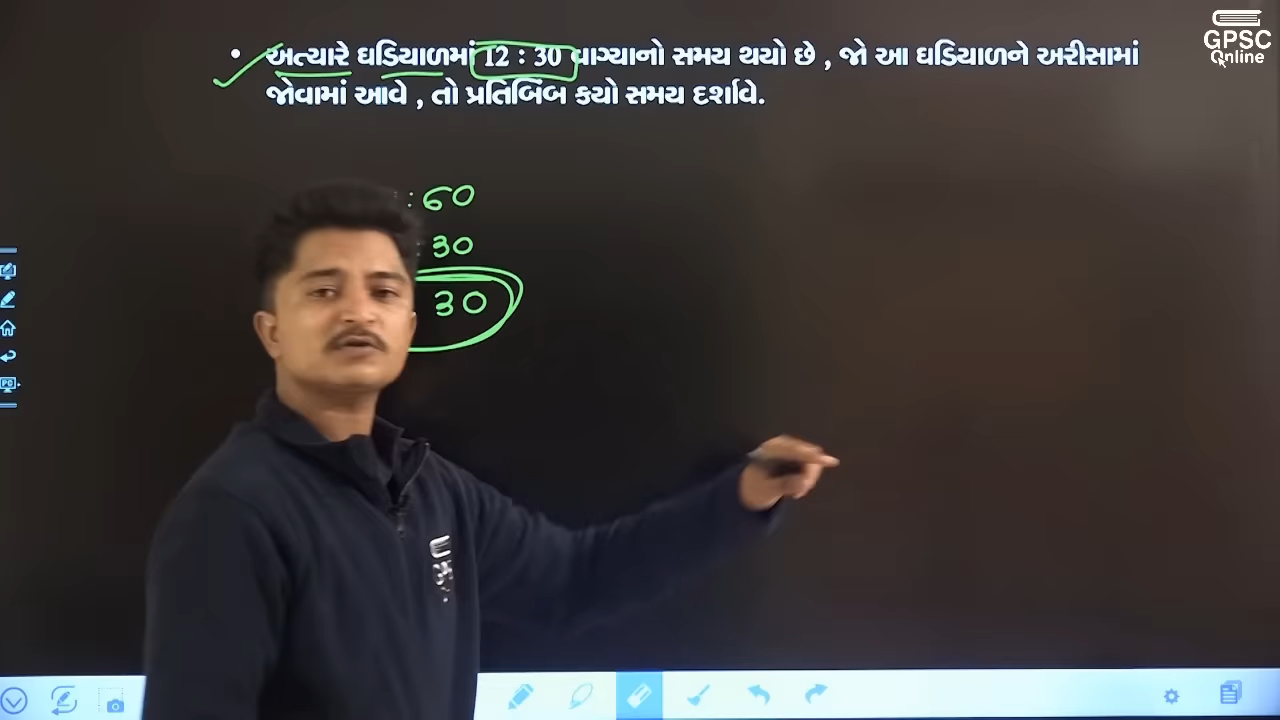 GPSC
Online
• અત્યારે ઘડિયાળમાં 12 : 30 વાગ્યાનો સમય થયો છે , જો આ ઘડિયાળને અરીસામાં
જોવામાં આવે , તો પ્રતિબિંબ કયો સમય દર્શાવે.
: 60
30
30